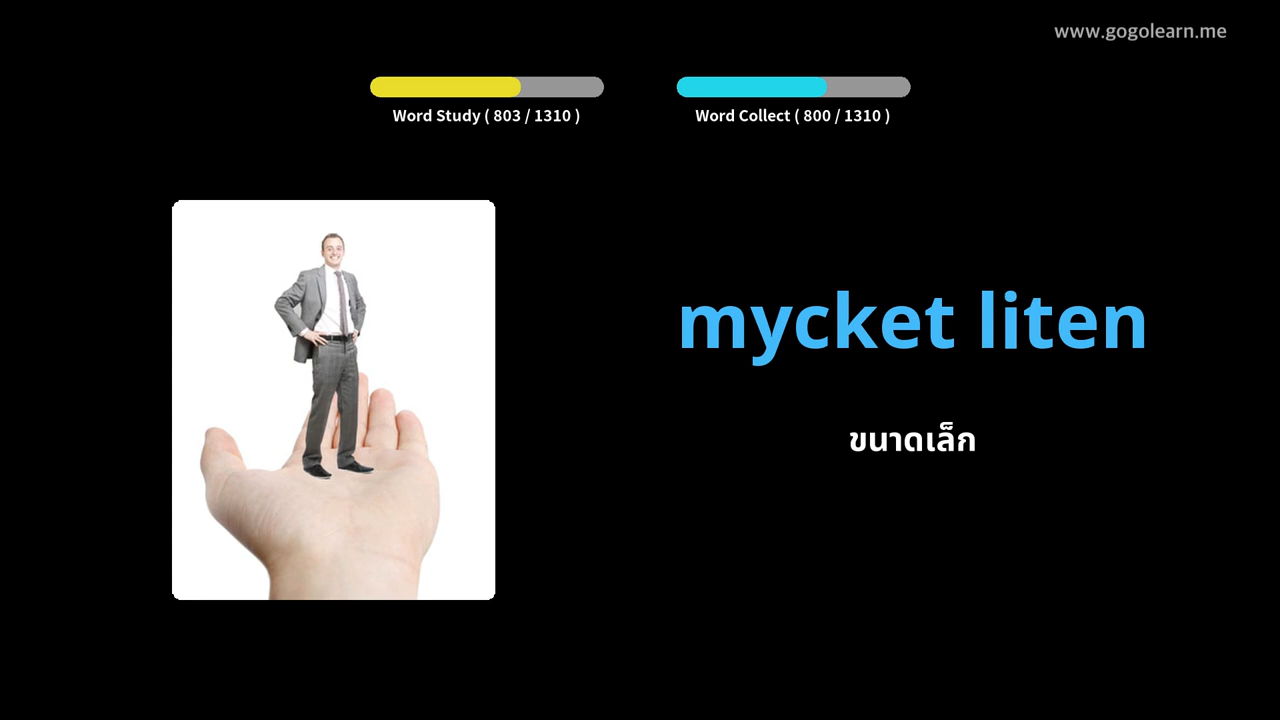 www.gogolearn.me
Word Study ( 803 / 1310 )
Word Collect ( 800 / 1310 )
mycket liten
ขนาดเล็ก